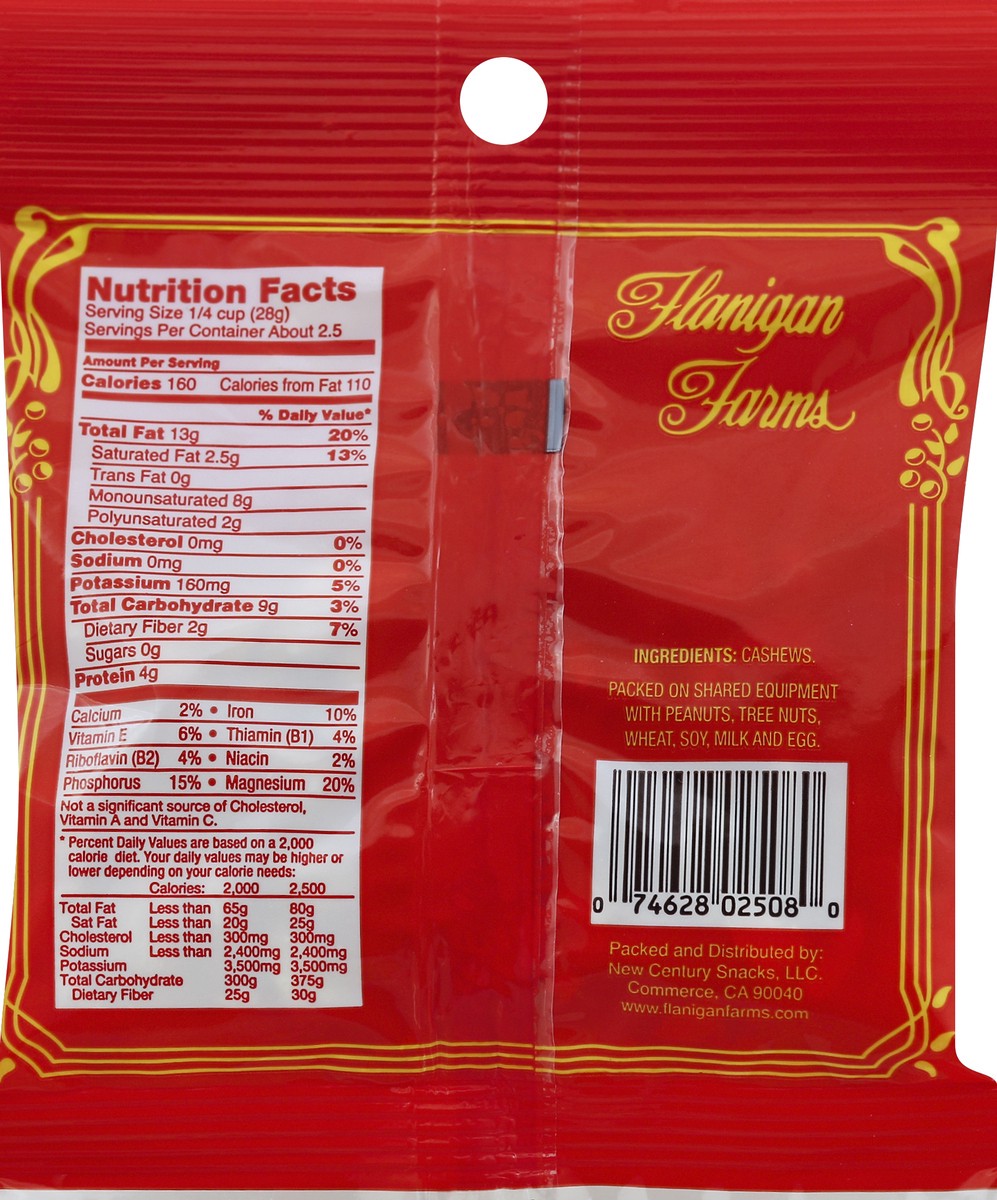 Nutrition Facts
Serving Size 1/4 cup (28g)
Servings Per Container About 2.5
Amount Per Serving
Calories 160 Calories from Fat 110
% Daily Value*
Total Fat 13g 20%
Saturated Fat 2.5g 13%
Trans Fat 0g
Monounsaturated 8g
Polyunsaturated 2g
Cholesterol 0mg 0%
Sodium 0mg 0%
Potassium 160mg 5%
Total Carbohydrate 9g 3%
Dietary Fiber 2g 7%
Sugars 0g
Protein 4g
Calcium 2% • Iron 10%
Vitamin E 6% • Thiamin (B1) 4%
Riboflavin (B2) 4% • Niacin 2%
Phosphorus 15% • Magnesium 20%
Not a significant source of Cholesterol,
Vitamin A and Vitamin C.
* Percent Daily Values are based on a 2,000
calorie diet. Your daily values may be higher or
lower depending on your calorie needs:
Calories: 2,000 2,500
Total Fat Less than 65g 80g
Sat Fat Less than 20g 25g
Cholesterol Less than 300mg 300mg
Sodium Less than 2,400mg 2,400mg
Potassium 3,500mg 3,500mg
Total Carbohydrate 300g 375g
Dietary Fiber 25g 30g
Flanigan
Farms
INGREDIENTS: CASHEWS.
PACKED ON SHARED EQUIPMENT
WITH PEANUTS, TREE NUTS,
WHEAT, SOY, MILK AND EGG.
0 74628 02508 0
Packed and Distributed by:
New Century Snacks, LLC.
Commerce, CA 90040
www.flaniganfarms.com